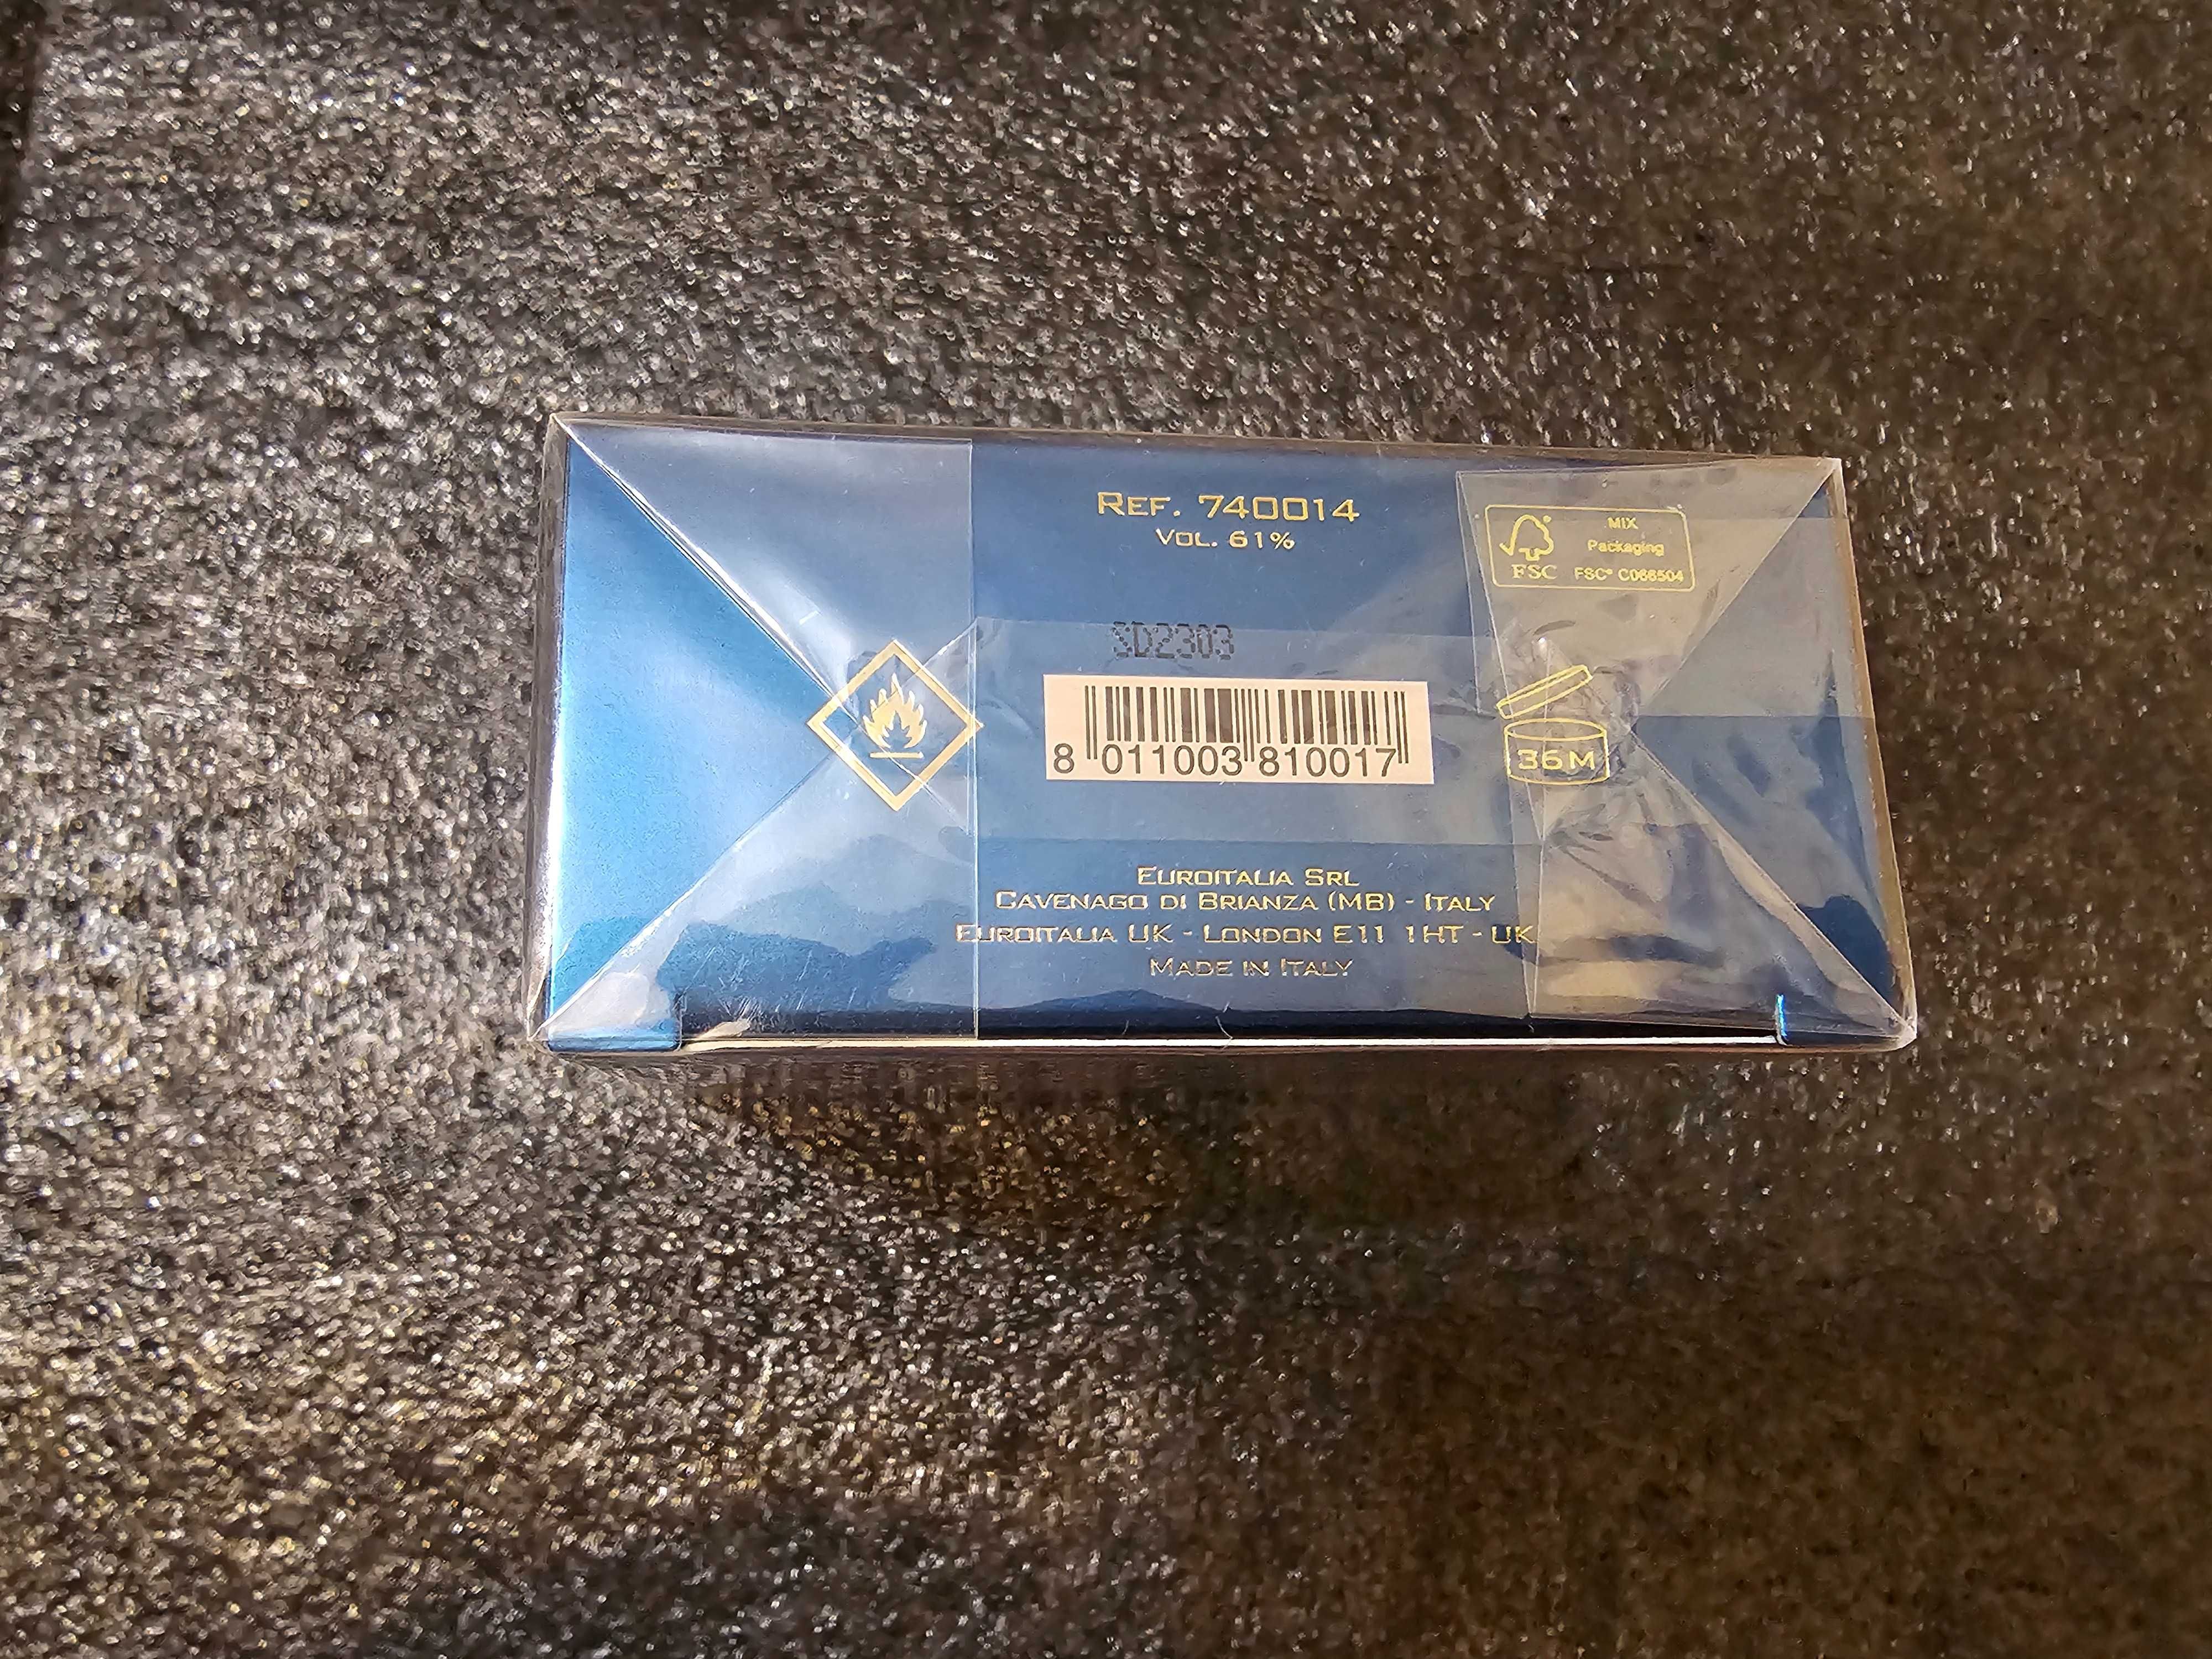 REF. 740014
VOL. 61%
MIX
Packaging
FSC
FSC® C066504
SD2303
8 011003 810017
36M
EUROITALIA SRL
CAVENAGO DI BRIANZA (MB) - ITALY
EUROITALIA UK - LONDON E11 1HT - UK
MADE IN ITALY